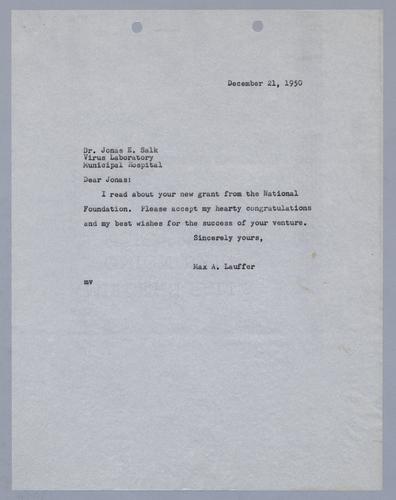 December 21, 1950
Dr. Jonas E. Salk
Virus Laboratory
Municipal Hospital
Dear Jonas:
I read about your new grant from the National
Foundation. Please accept my hearty congratulations
and my best wishes for the success of your venture.
Sincerely yours,
Max A. Lauffer
mv